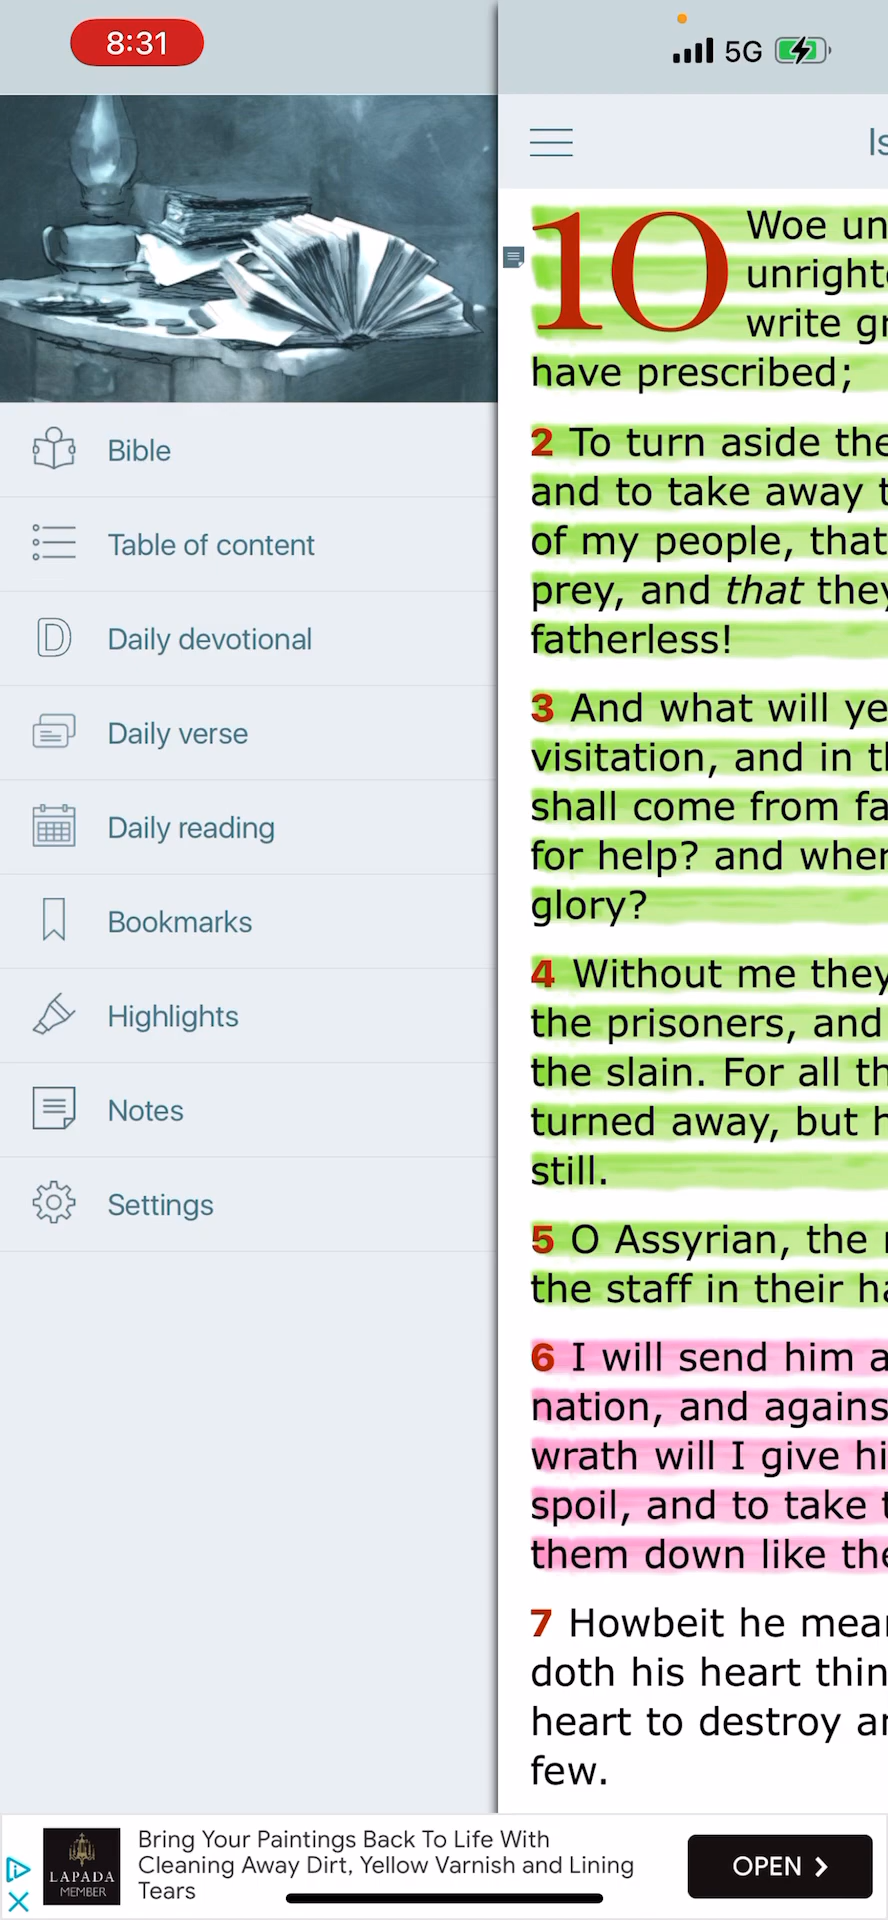 8:31
5G
Is
Bible
Table of content
Daily devotional
Daily verse
Daily reading
Bookmarks
Highlights
Notes
Settings
10 Woe un
unrighte
write gr
have prescribed;
2 To turn aside the
and to take away t
of my people, that
prey, and that they
fatherless!
3 And what will ye
visitation, and in th
shall come from fa
for help? and wher
glory?
4 Without me they
the prisoners, and
the slain. For all th
turned away, but h
still.
5 O Assyrian, the r
the staff in their ha
6 I will send him a
nation, and agains
wrath will I give hi
spoil, and to take t
them down like the
7 Howbeit he mean
doth his heart thin
heart to destroy an
few.
LAPADA
MEMBER
Bring Your Paintings Back To Life With
Cleaning Away Dirt, Yellow Varnish and Lining
Tears
OPEN